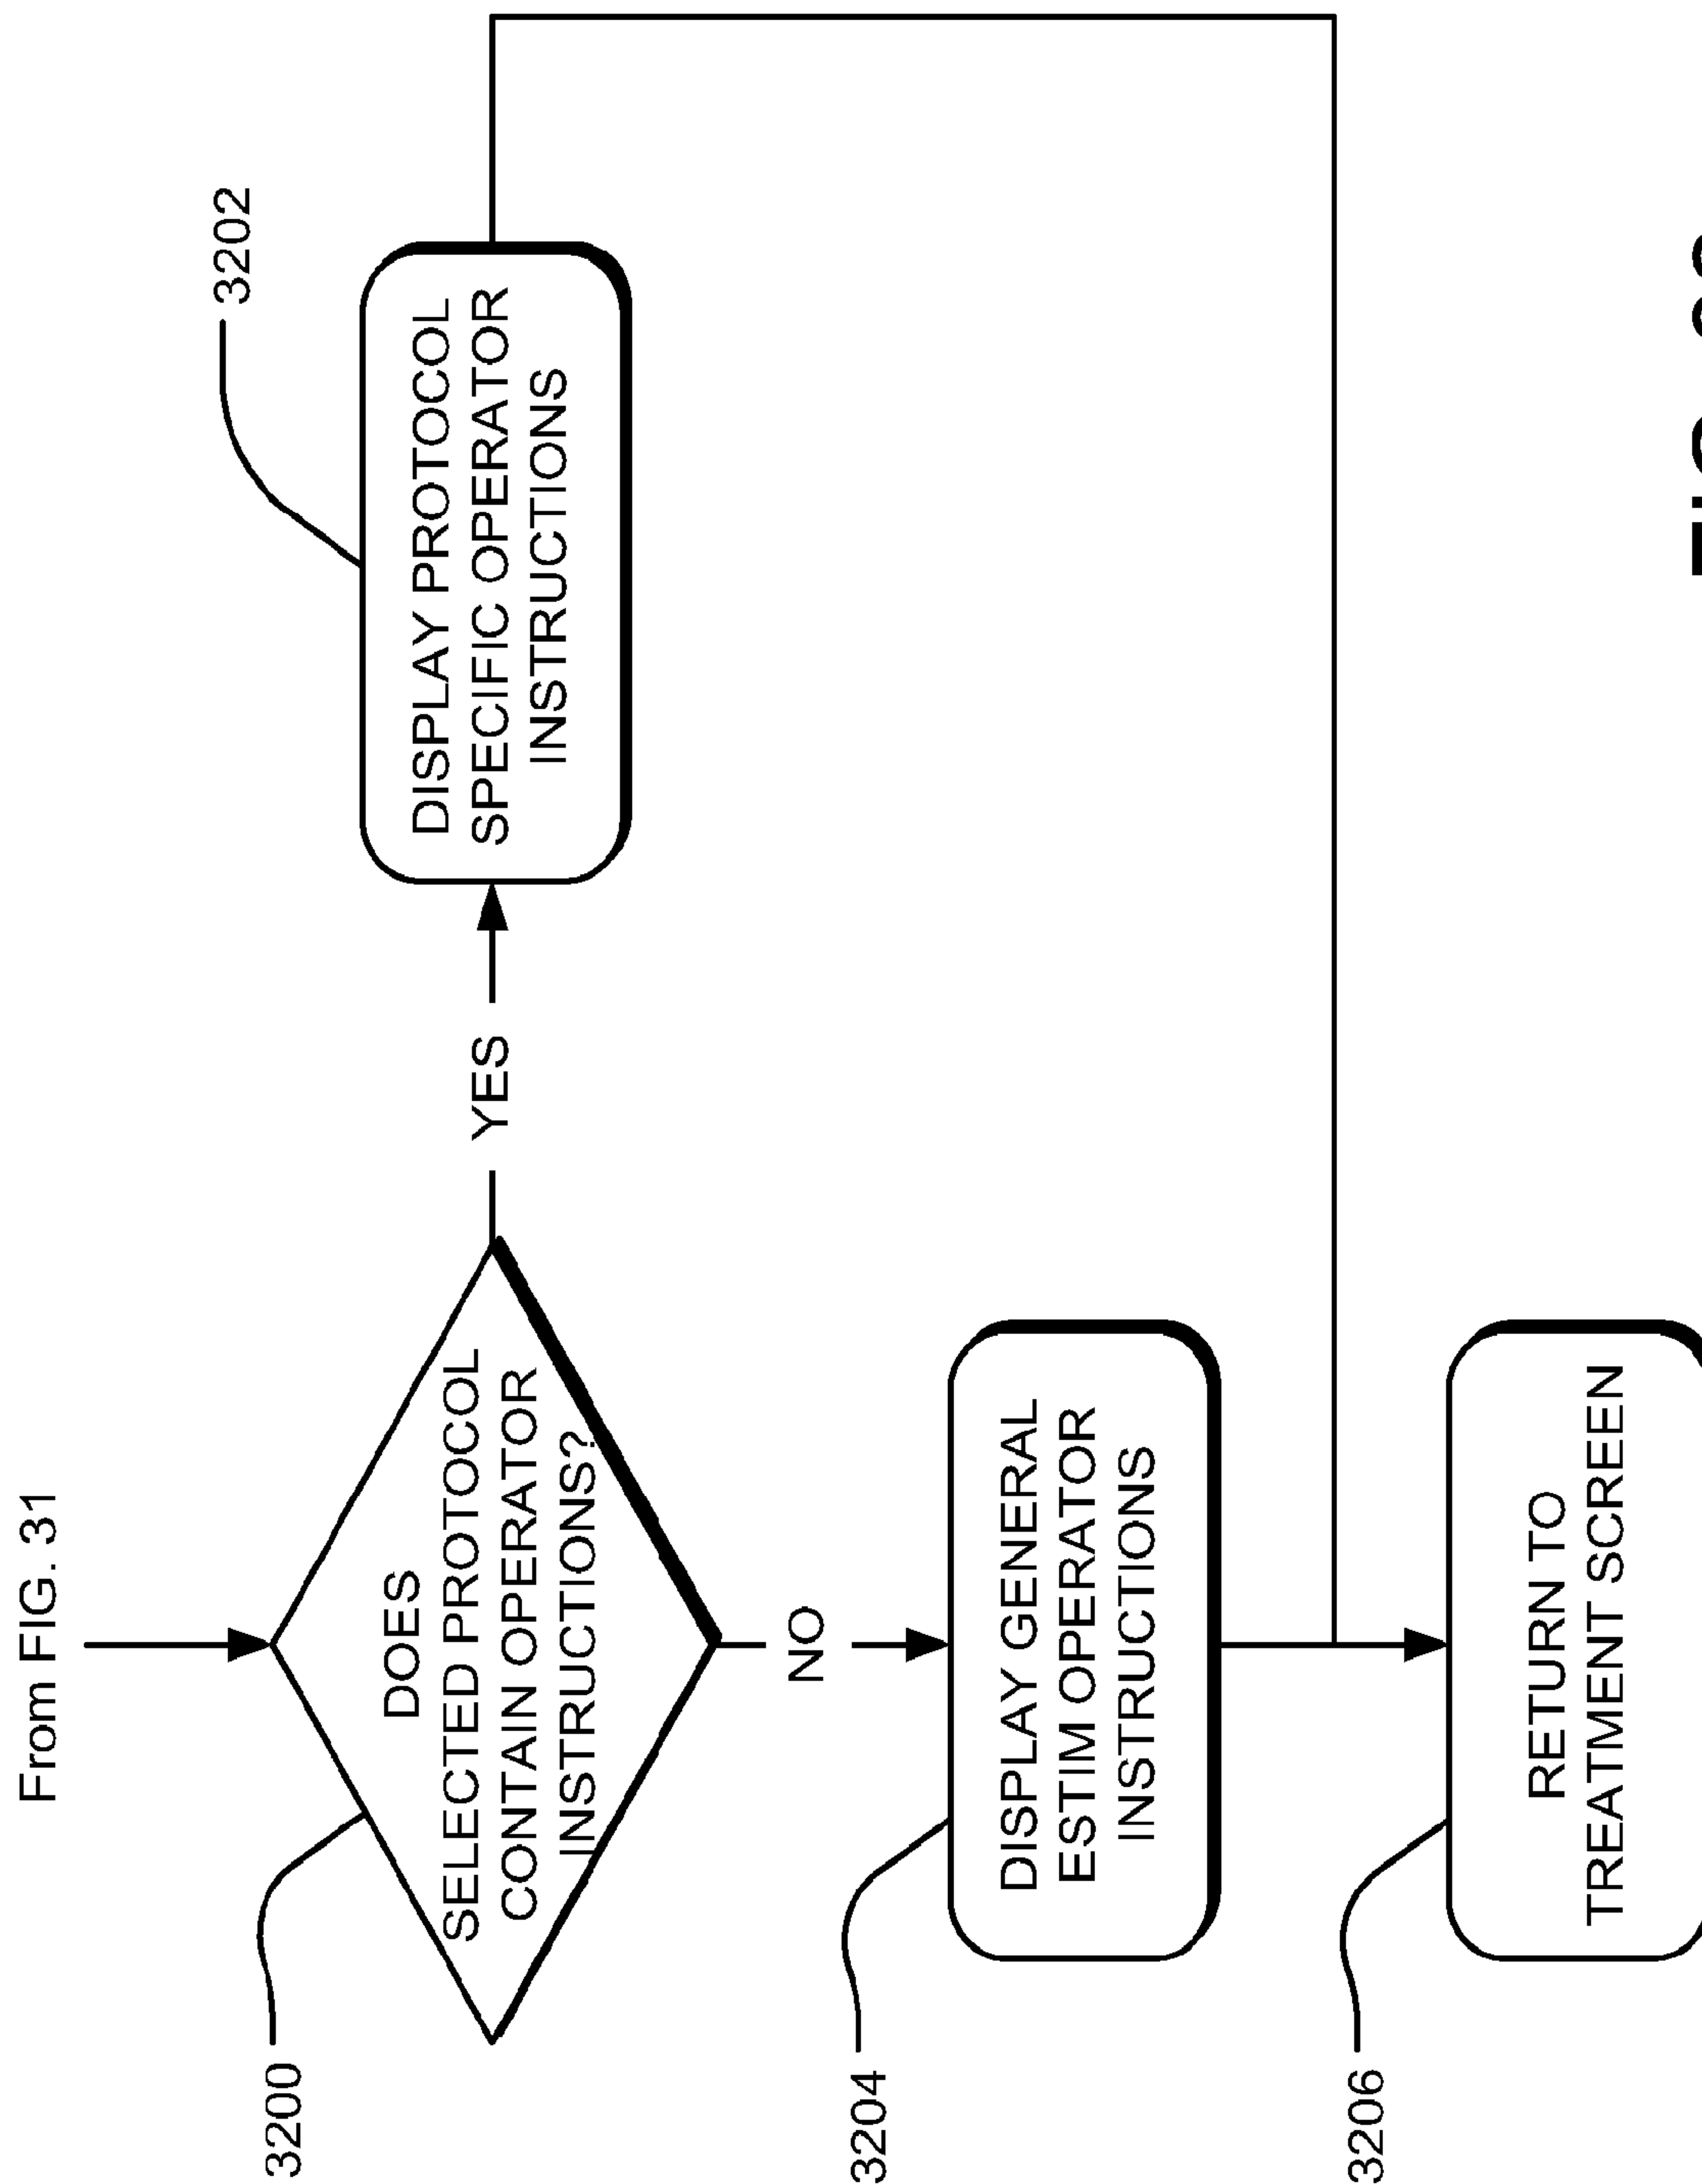 From FIG. 31
3200
DOES
SELECTED PROTOCOL
CONTAIN OPERATOR
INSTRUCTIONS?
YES
3202
DISPLAY PROTOCOL
SPECIFIC OPERATOR
INSTRUCTIONS
NO
3204
DISPLAY GENERAL
ESTIM OPERATOR
INSTRUCTIONS
3206
RETURN TO
TREATMENT SCREEN